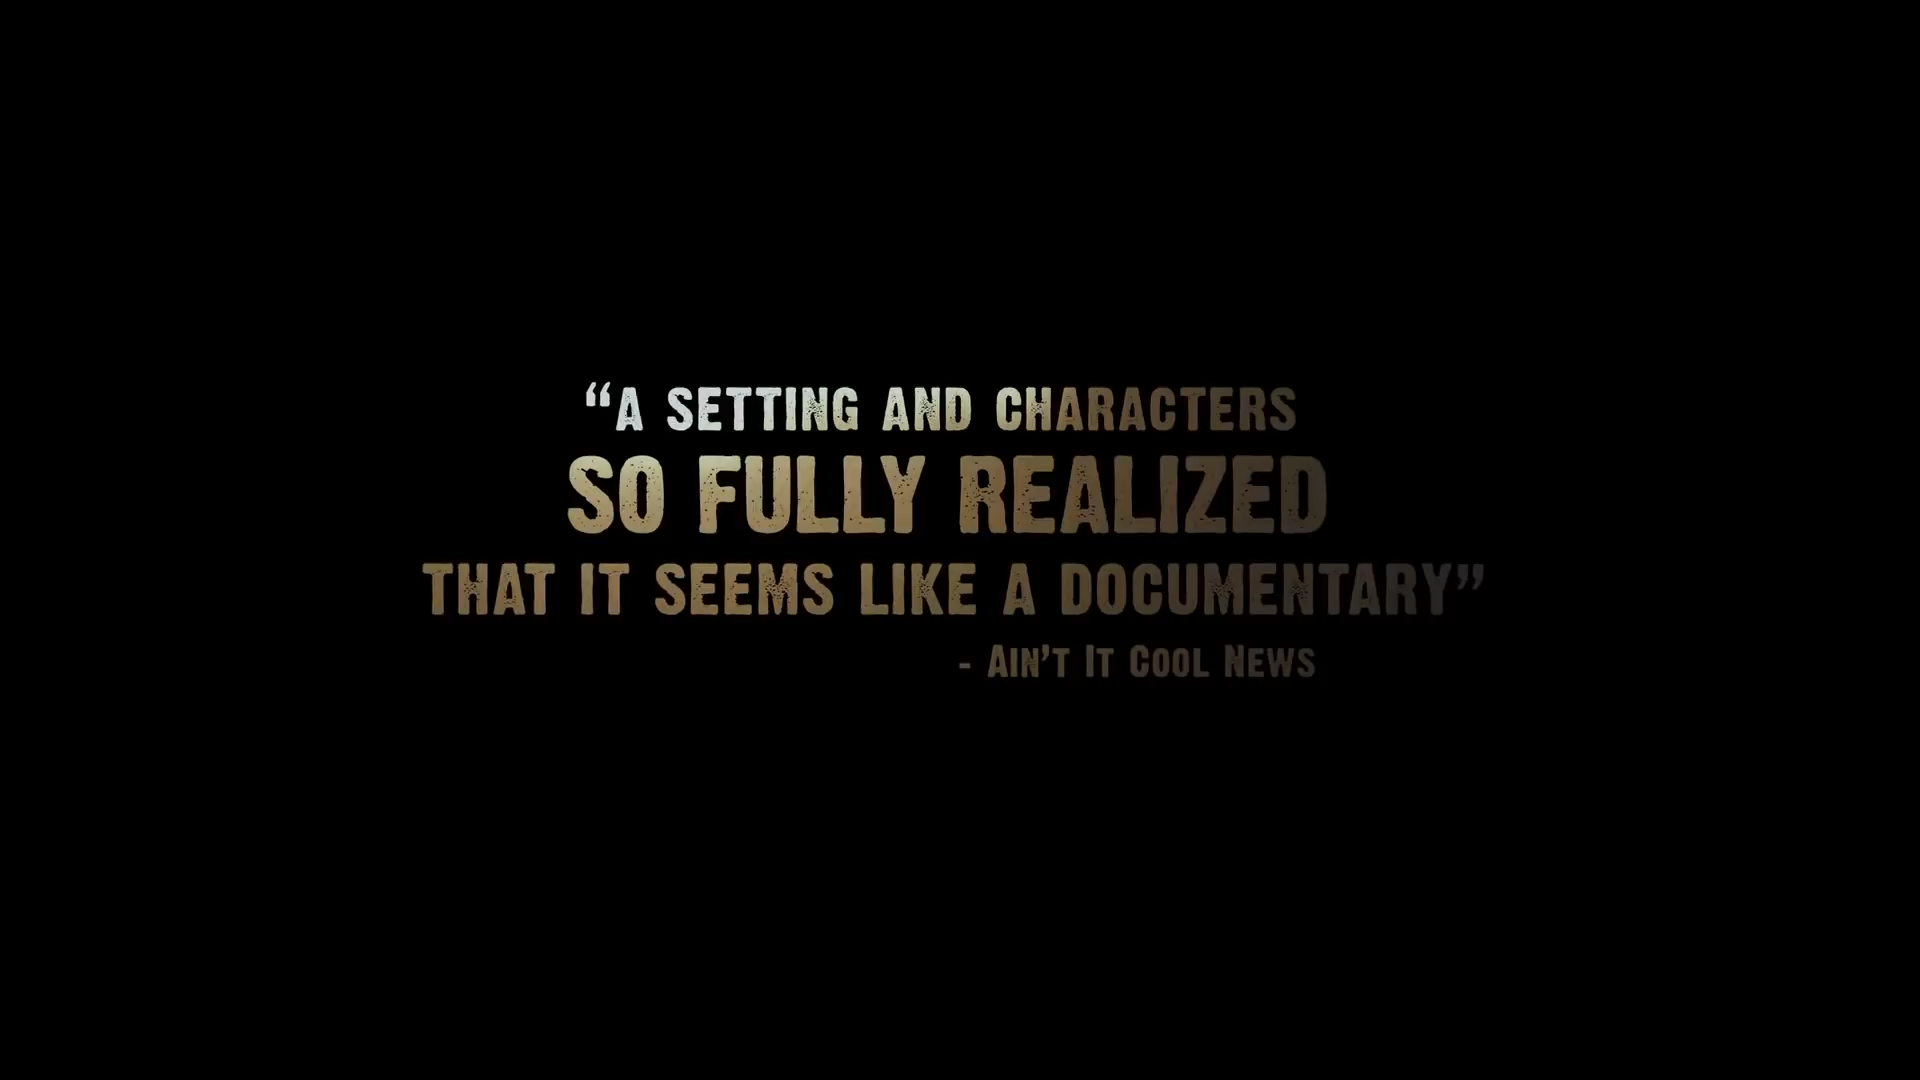 “A SETTING AND CHARACTERS
SO FULLY REALIZED
THAT IT SEEMS LIKE A DOCUMENTARY”
- AIN’T IT COOL NEWS